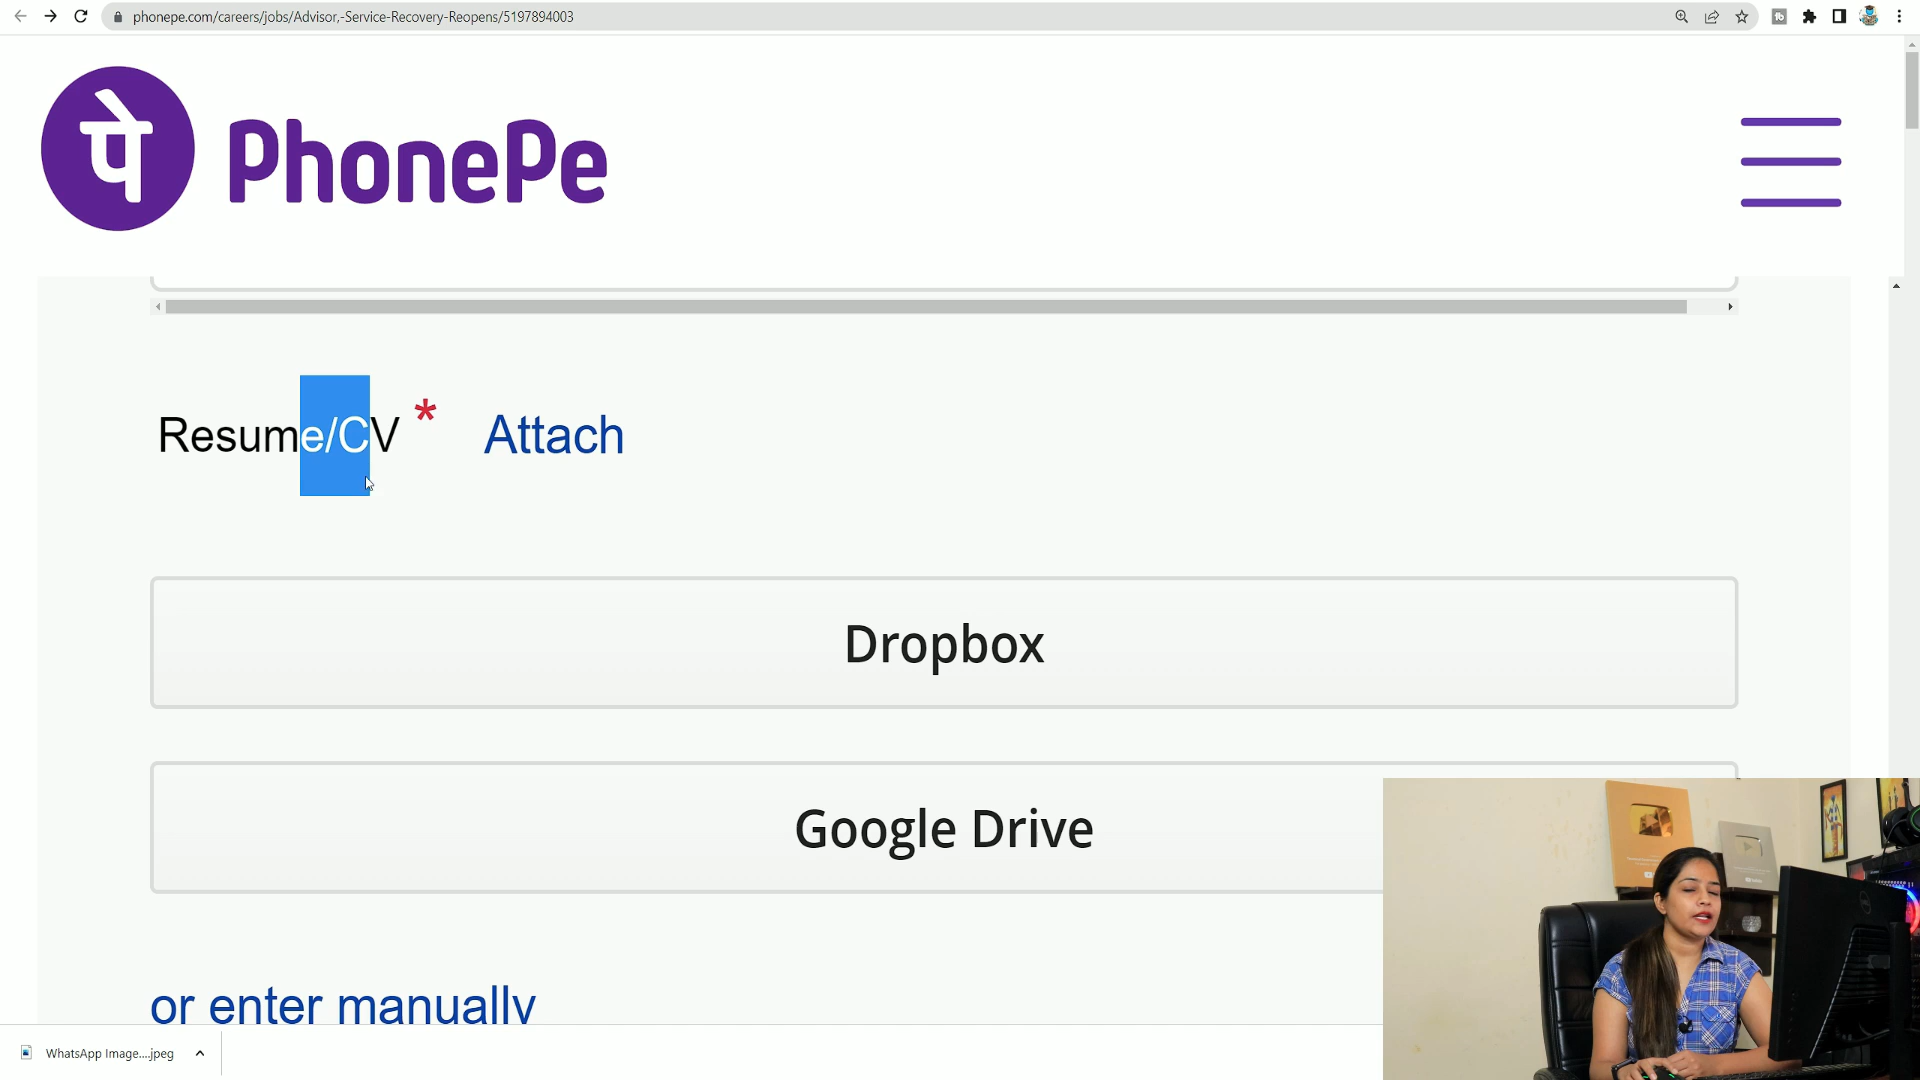 phonepe.com/careers/jobs/Advisor,-Service-Recovery-Reopens/5197894003
पे PhonePe
Resume/CV * Attach
Dropbox
Google Drive
or enter manually
WhatsApp Image....jpeg